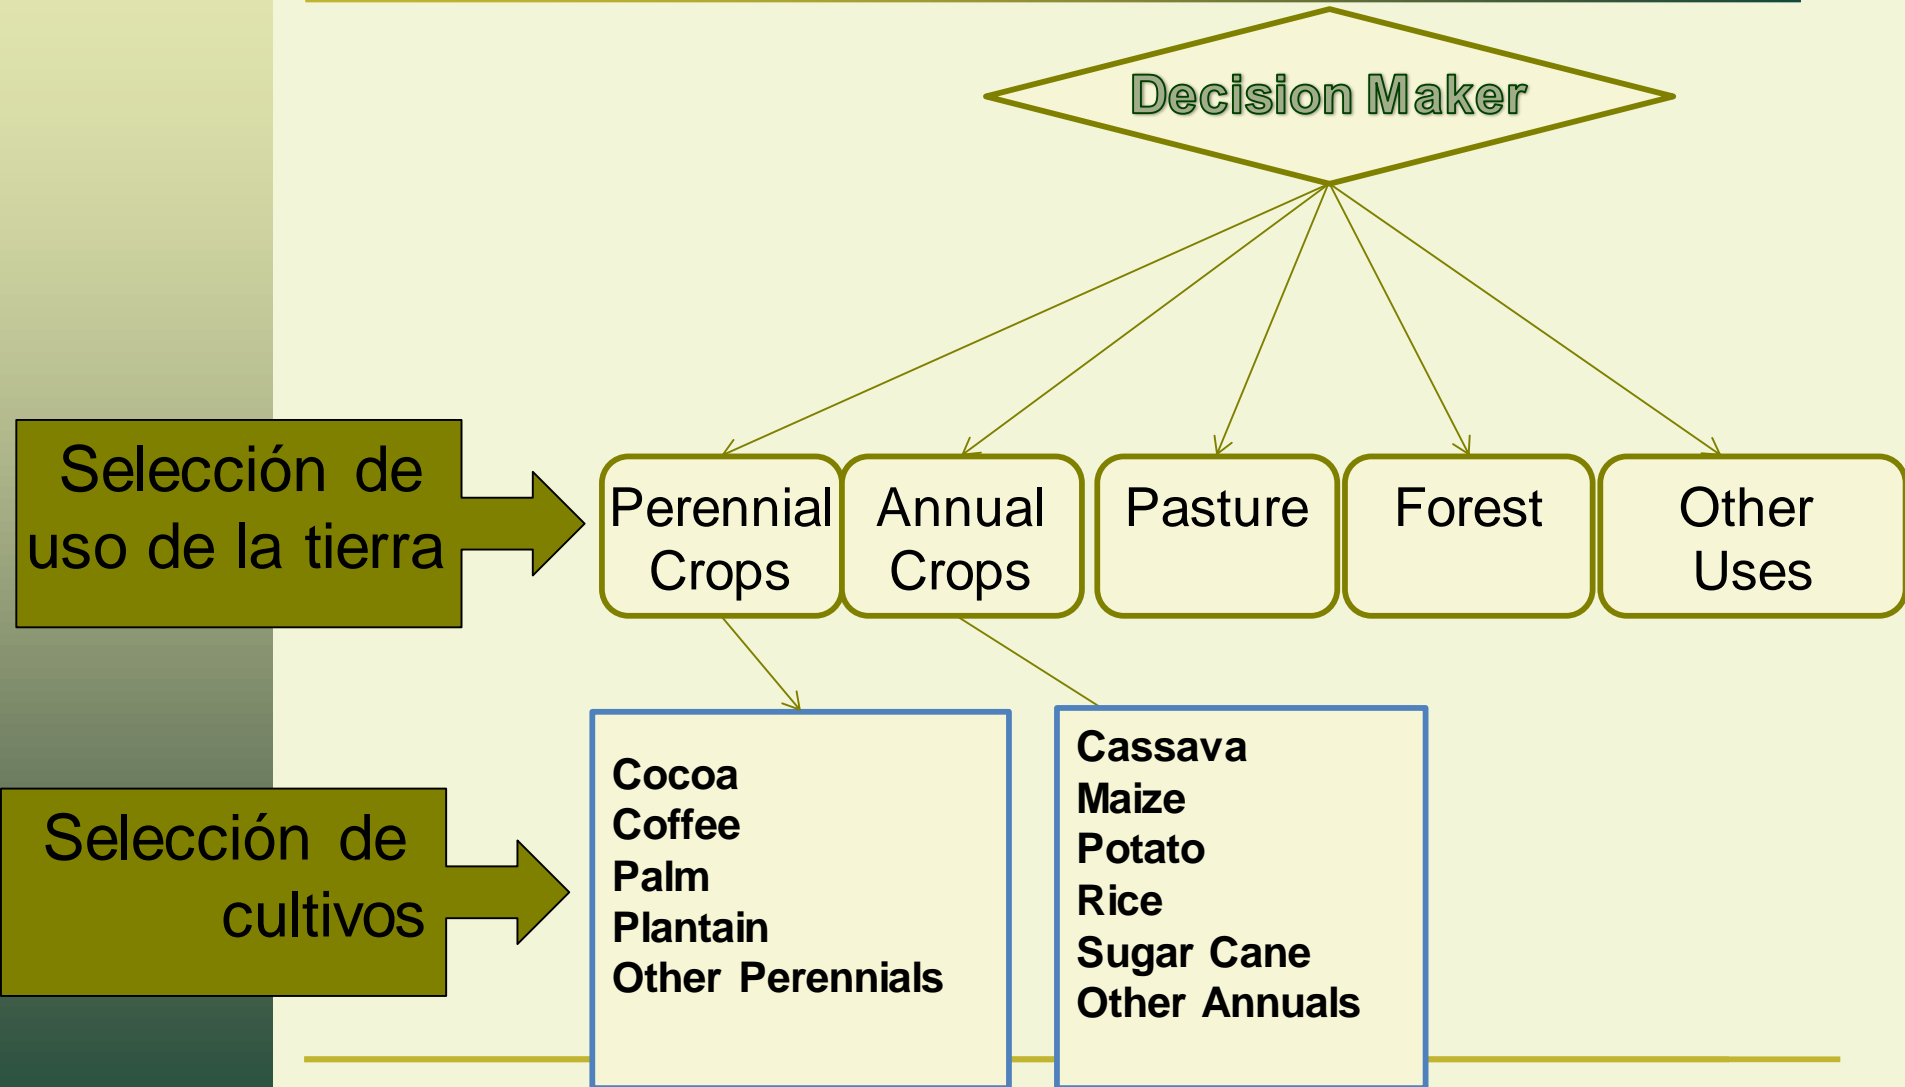 Decision Maker
Selección de
uso de la tierra
Perennial
Crops
Annual
Crops
Pasture
Forest
Other
Uses
Selección de
cultivos
Cocoa
Coffee
Palm
Plantain
Other Perennials
Cassava
Maize
Potato
Rice
Sugar Cane
Other Annuals